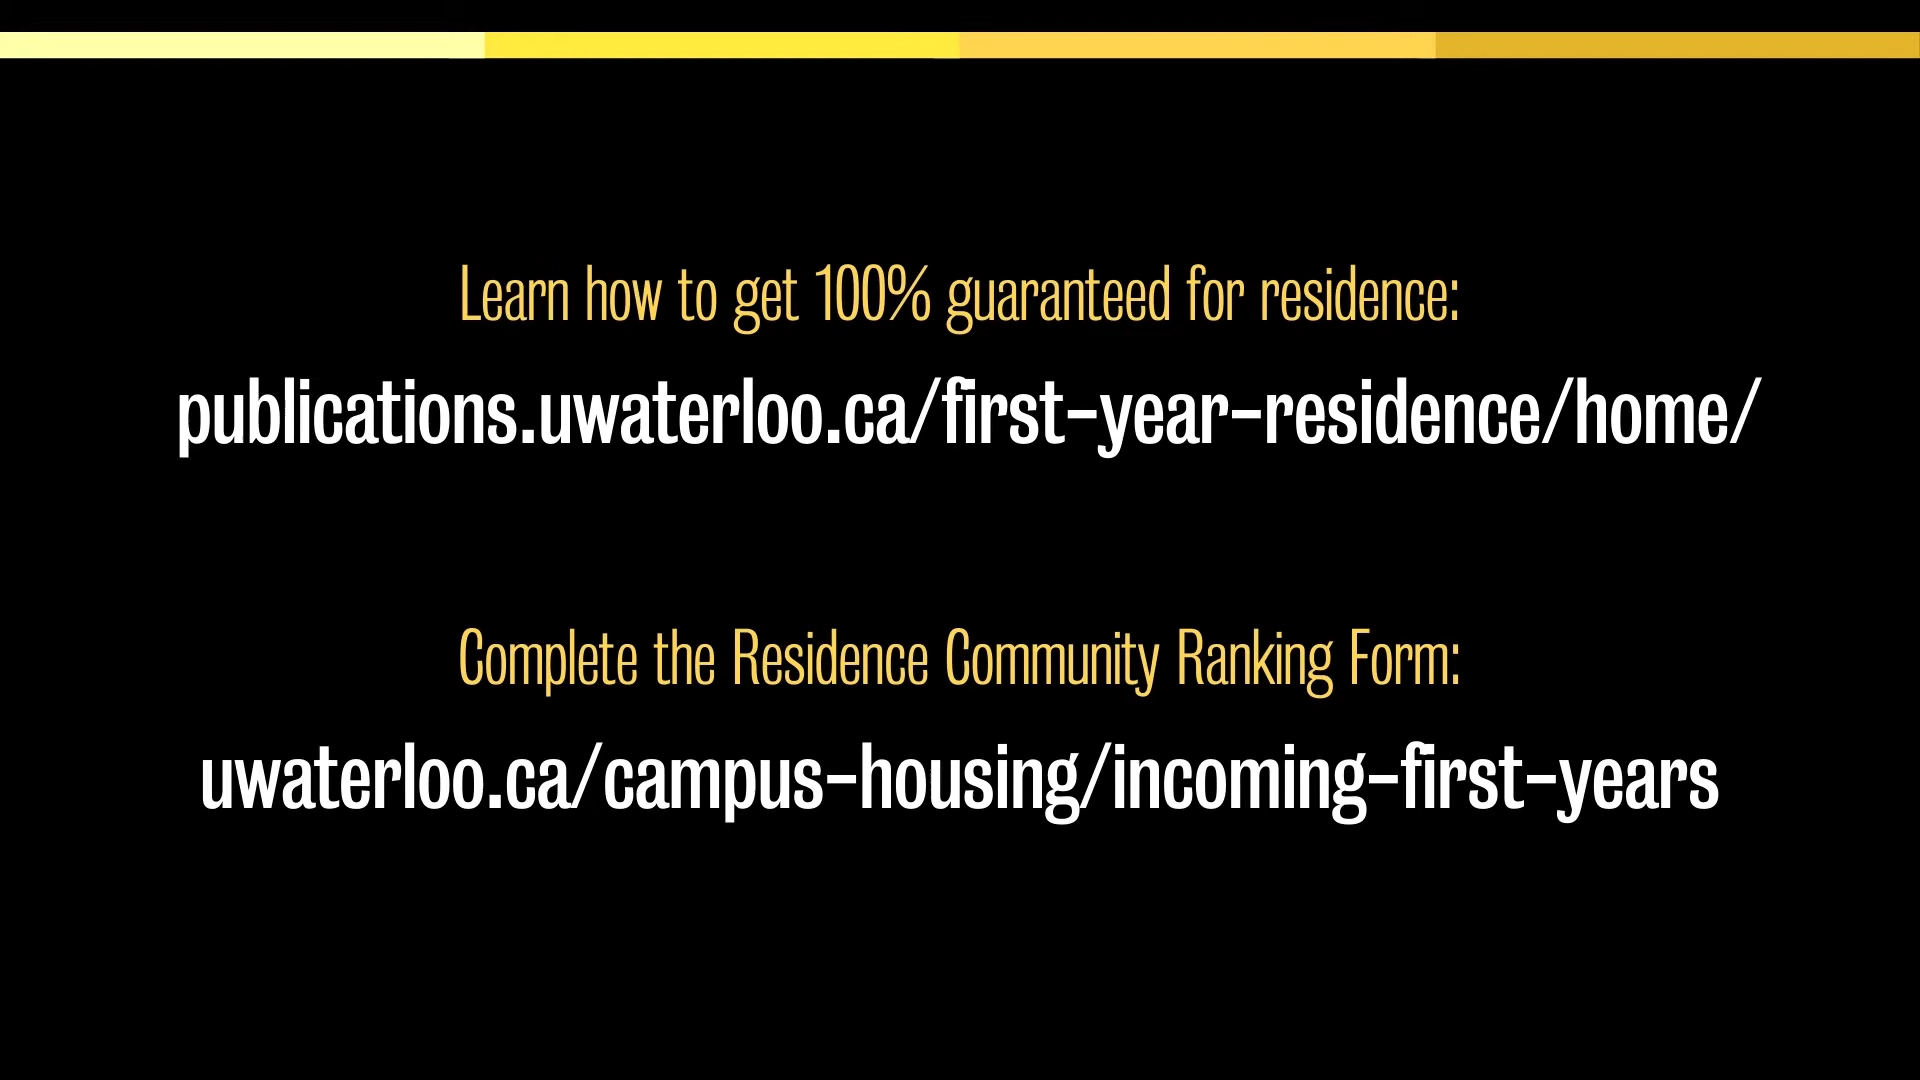 Learn how to get 100% guaranteed for residence:
publications.uwaterloo.ca/first-year-residence/home/
Complete the Residence Community Ranking Form:
uwaterloo.ca/campus-housing/incoming-first-years